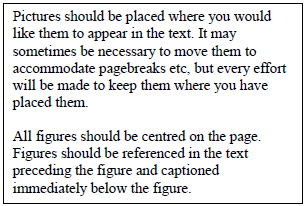 Pictures should be placed where you would
like them to appear in the text. It may
sometimes be necessary to move them to
accommodate pagebreaks etc, but every effort
will be made to keep them where you have
placed them.

All figures should be centred on the page.
Figures should be referenced in the text
preceding the figure and captioned
immediately below the figure.